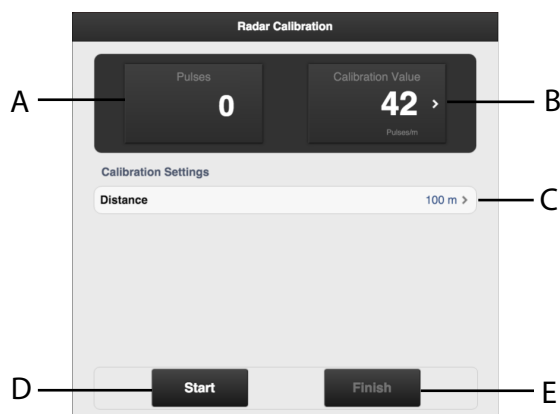 Radar Calibration
Pulses
Calibration Value
A
0
42
B
Pulses/m
Calibration Settings
Distance
100 m
C
D
Start
Finish
E